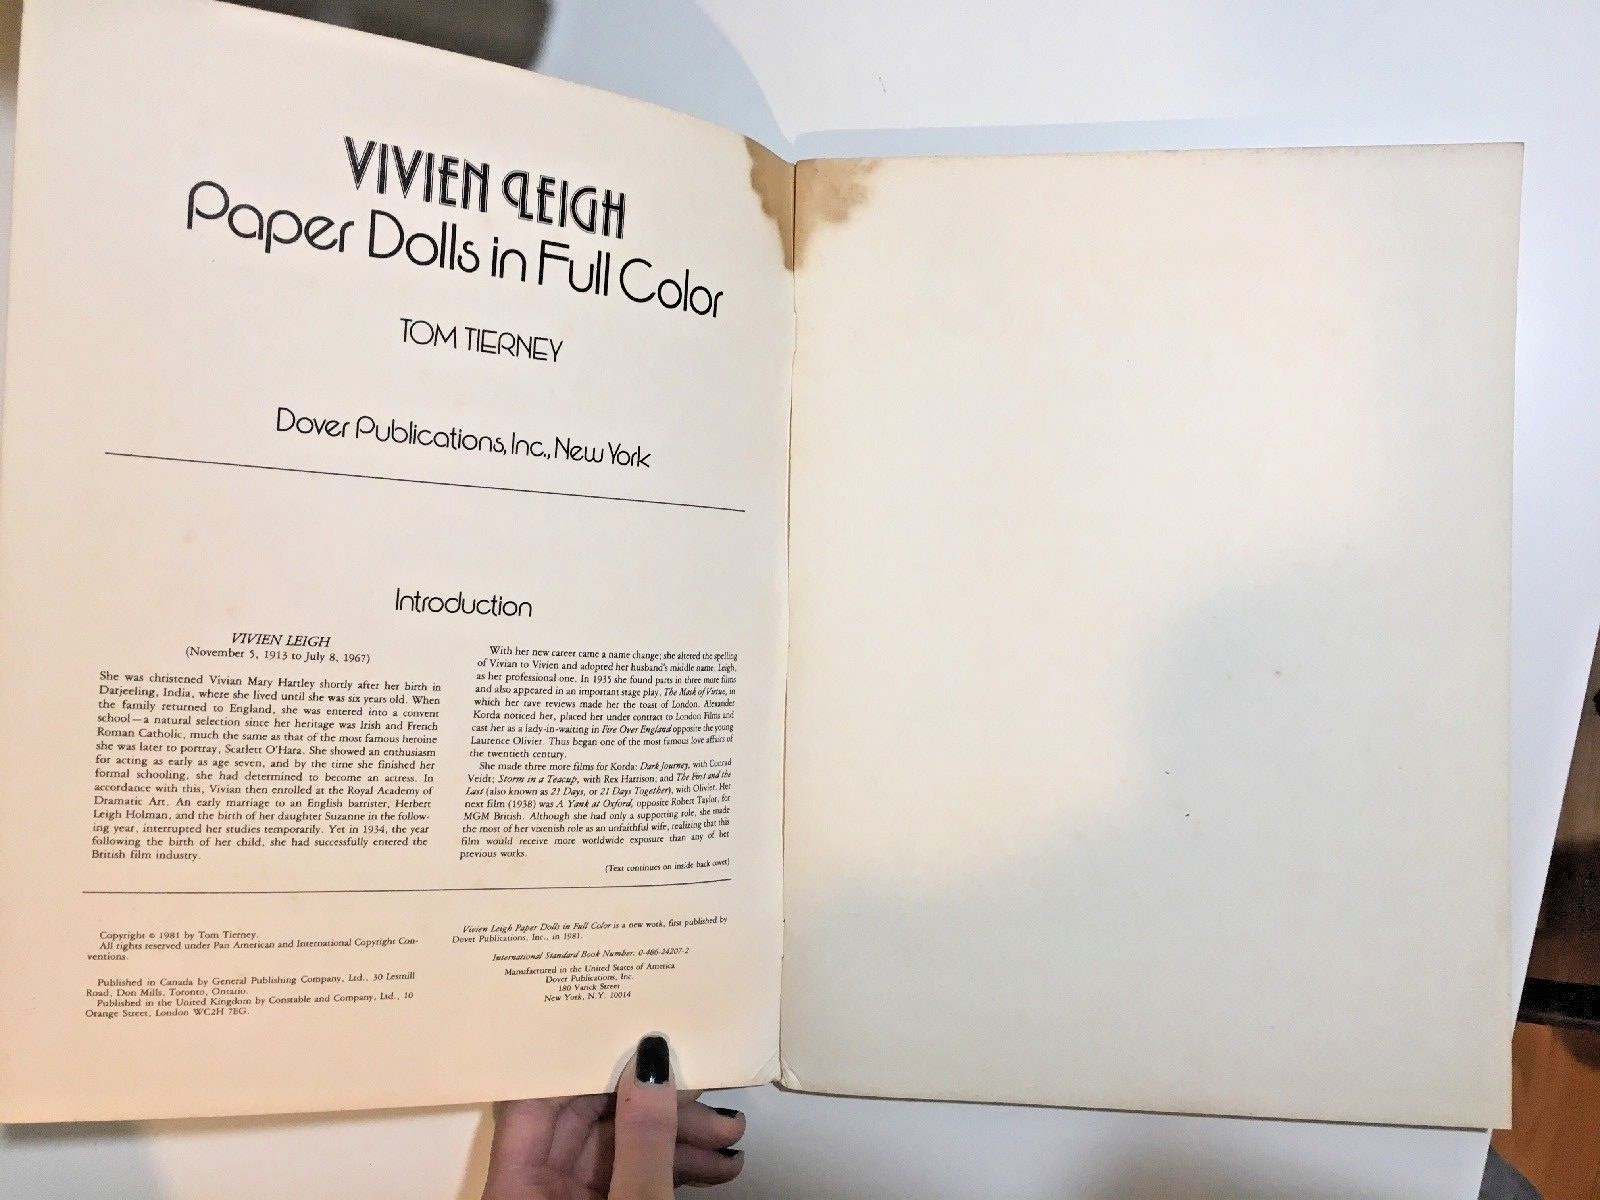 VIVIEN LEIGH
Paper Dolls in Full Color
TOM TIERNEY
Dover Publications, Inc., New York
Introduction
VIVIEN LEIGH
(November 5, 1913 to July 8, 1967)
She was christened Vivian Mary Hartley shortly after her birth in
Darjeeling, India, where she lived until she was six years old. When
the family returned to England, she was entered into a convent
school—a natural selection since her heritage was Irish and French
Roman Catholic, much the same as that of the most famous heroine
she was later to portray, Scarlett O'Hara. She showed an enthusiasm
for acting as early as age seven, and by the time she finished her
formal schooling, she had determined to become an actress. In
accordance with this, Vivian then enrolled at the Royal Academy of
Dramatic Art. An early marriage to an English barrister, Herbert
Leigh Holman, and the birth of her daughter Suzanne in the follow-
ing year, interrupted her studies temporarily. Yet in 1934, the year
following the birth of her child, she had successfully entered the
British film industry.
With her new career came a name change; she altered the spelling
of Vivian to Vivien and adopted her husband's middle name, Leigh,
as her professional one. In 1935 she found parts in three more films
and also appeared in an important stage play, The Mask of Virtue, in
which her rave reviews made her the toast of London. Alexander
Korda noticed her, placed her under contract to London Films and
cast her as a lady-in-waiting in Fire Over England opposite the young
Laurence Olivier. Thus began one of the most famous love affairs of
the twentieth century.
She made three more films for Korda: Dark Journey, with Conrad
Veidt; Storm in a Teacup, with Rex Harrison; and The First and the
Last (also known as 21 Days, or 21 Days Together), with Olivier. Her
next film (1938) was A Yank at Oxford, opposite Robert Taylor, for
MGM British. Although she had only a supporting role, she made
the most of her vixenish role as an unfaithful wife, realizing that this
film would receive more worldwide exposure than any of her
previous works.
(Text continues on inside back cover)
Copyright © 1981 by Tom Tierney.
All rights reserved under Pan American and International Copyright Con-
ventions.
Published in Canada by General Publishing Company, Ltd., 30 Lesmill
Road, Don Mills, Toronto, Ontario.
Published in the United Kingdom by Constable and Company, Ltd., 10
Orange Street, London WC2H 7EG.
Vivien Leigh Paper Dolls in Full Color is a new work, first published by
Dover Publications, Inc., in 1981.
International Standard Book Number: 0-486-24207-2
Manufactured in the United States of America
Dover Publications, Inc.
180 Varick Street
New York, N.Y. 10014